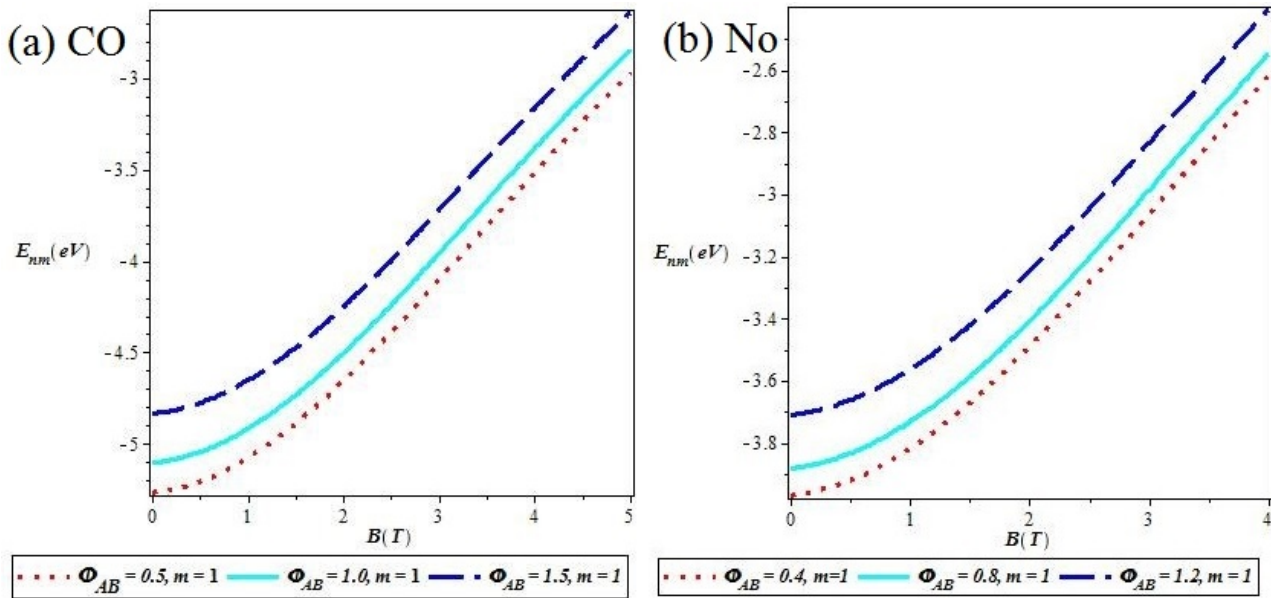 (a) CO
-3
-3.5
E_nm(eV)
-4
-4.5
-5
0 1 2 3 4 5
B(T)
Φ_AB = 0.5, m = 1 Φ_AB = 1.0, m = 1 Φ_AB = 1.5, m = 1
(b) No
-2.6
-2.8
-3
E_nm(eV)
-3.2
-3.4
-3.6
-3.8
0 1 2 3 4
B(T)
Φ_AB = 0.4, m=1 Φ_AB = 0.8, m = 1 Φ_AB = 1.2, m = 1